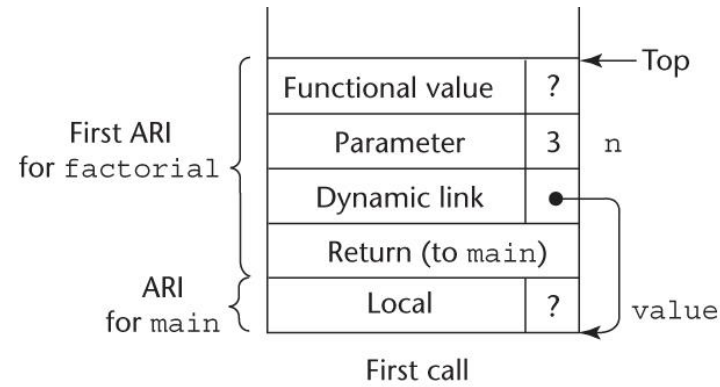 Top
Functional value ?
First ARI
for factorial
Parameter 3 n
Dynamic link
Return (to main)
ARI
for main
Local ?
value
First call